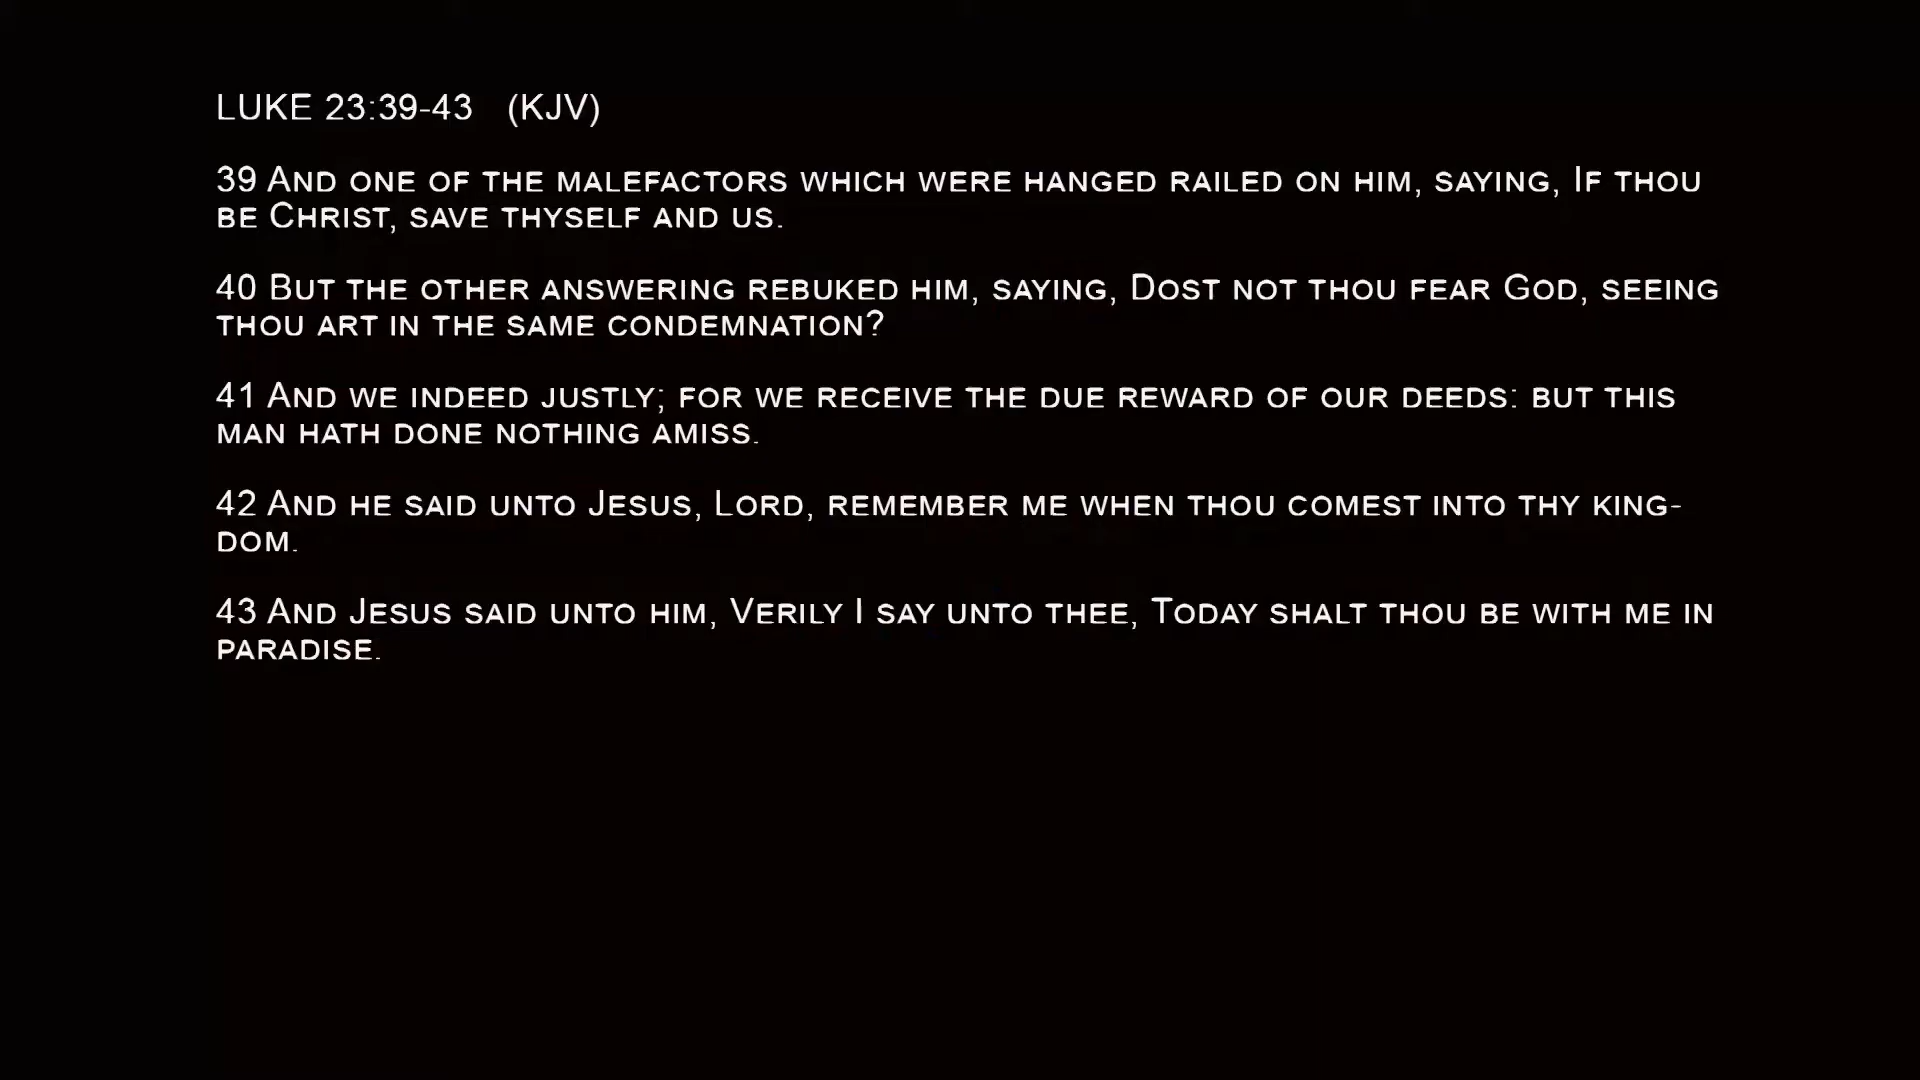 LUKE 23:39-43 (KJV)
39 And one of the malefactors which were hanged railed on him, saying, If thou
be Christ, save thyself and us.
40 But the other answering rebuked him, saying, Dost not thou fear God, seeing
thou art in the same condemnation?
41 And we indeed justly; for we receive the due reward of our deeds: but this
man hath done nothing amiss.
42 And he said unto Jesus, Lord, remember me when thou comest into thy king-
dom.
43 And Jesus said unto him, Verily I say unto thee, Today shalt thou be with me in
paradise.